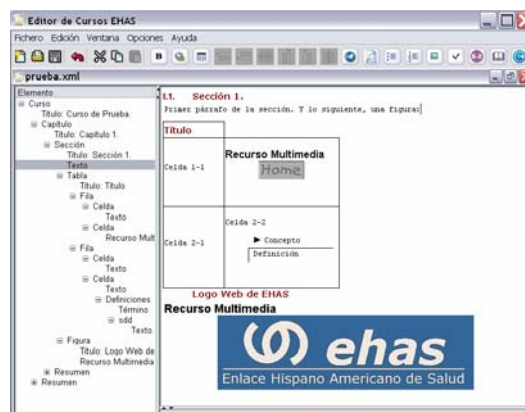 Editor de Cursos EHAS
Fichero Edición Ventana Opciones Ayuda
prueba.xml
Elemento
Curso
Título: Curso de Prueba.
Capítulo
Título: Capítulo 1.
Sección
Título: Sección 1.
Texto
Tabla
Título: Título
Fila
Celda
Texto
Celda
Recurso Mult
Fila
Celda
Texto
Celda
Texto
Definiciones
Término
sdd
Texto
Figura
Título: Logo Web de
Recurso Multimedia
Resumen
Resumen
1.1. Sección 1.
Primer párrafo de la sección. Y lo siguiente, una figura:
Título
Celda 1-1
Recurso Multimedia
Home
Celda 2-1
Celda 2-2
Concepto
Definición
Logo Web de EHAS
Recurso Multimedia
ehas
Enlace Hispano Americano de Salud